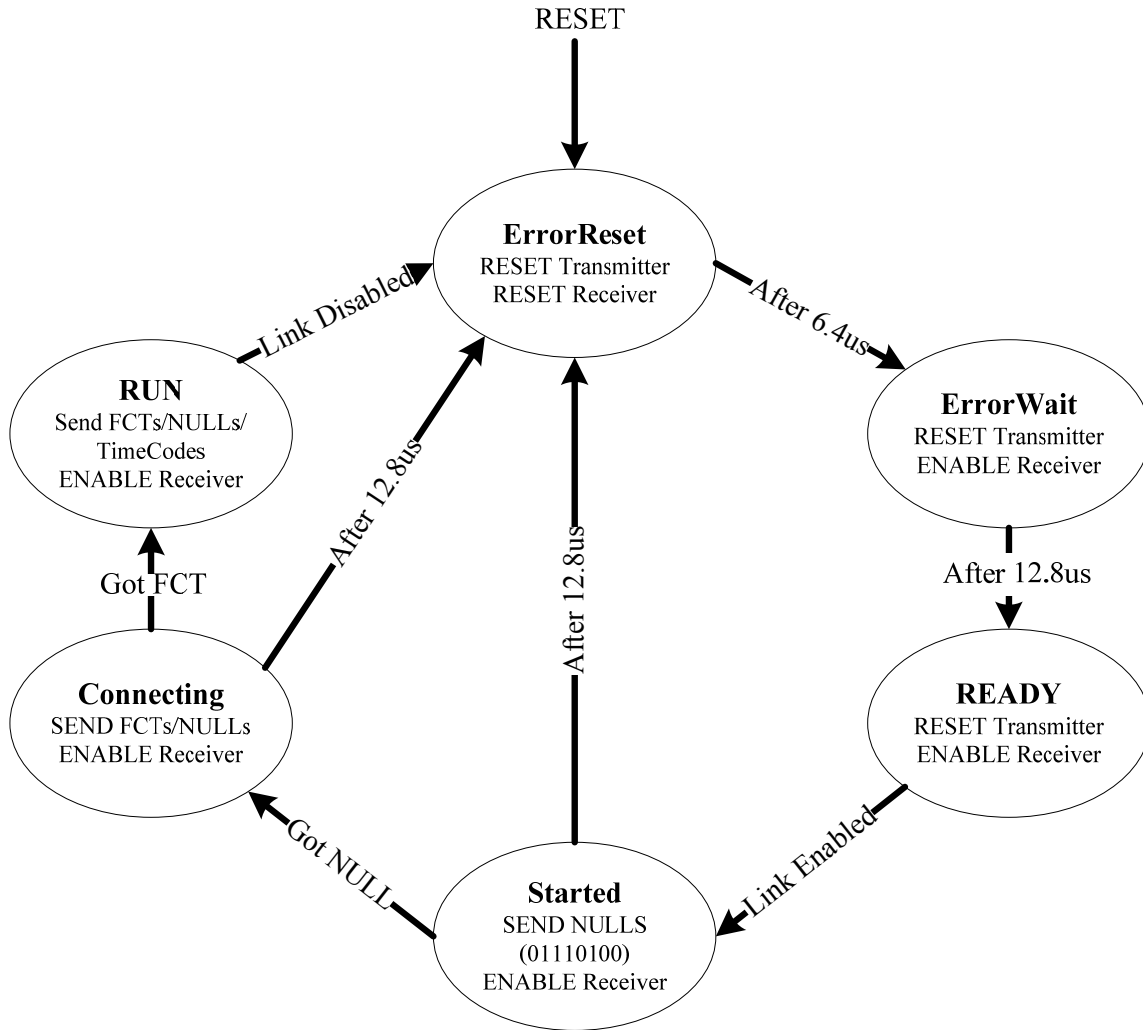 RESET
ErrorReset
RESET Transmitter
RESET Receiver
After 6.4us
Link Disabled
RUN
Send FCTs/NULLs/
TimeCodes
ENABLE Receiver
ErrorWait
RESET Transmitter
ENABLE Receiver
After 12.8us
After 12.8us
After 12.8us
Got FCT
Connecting
SEND FCTs/NULLs
ENABLE Receiver
READY
RESET Transmitter
ENABLE Receiver
Got NULL
Link Enabled
Started
SEND NULLS
(01110100)
ENABLE Receiver